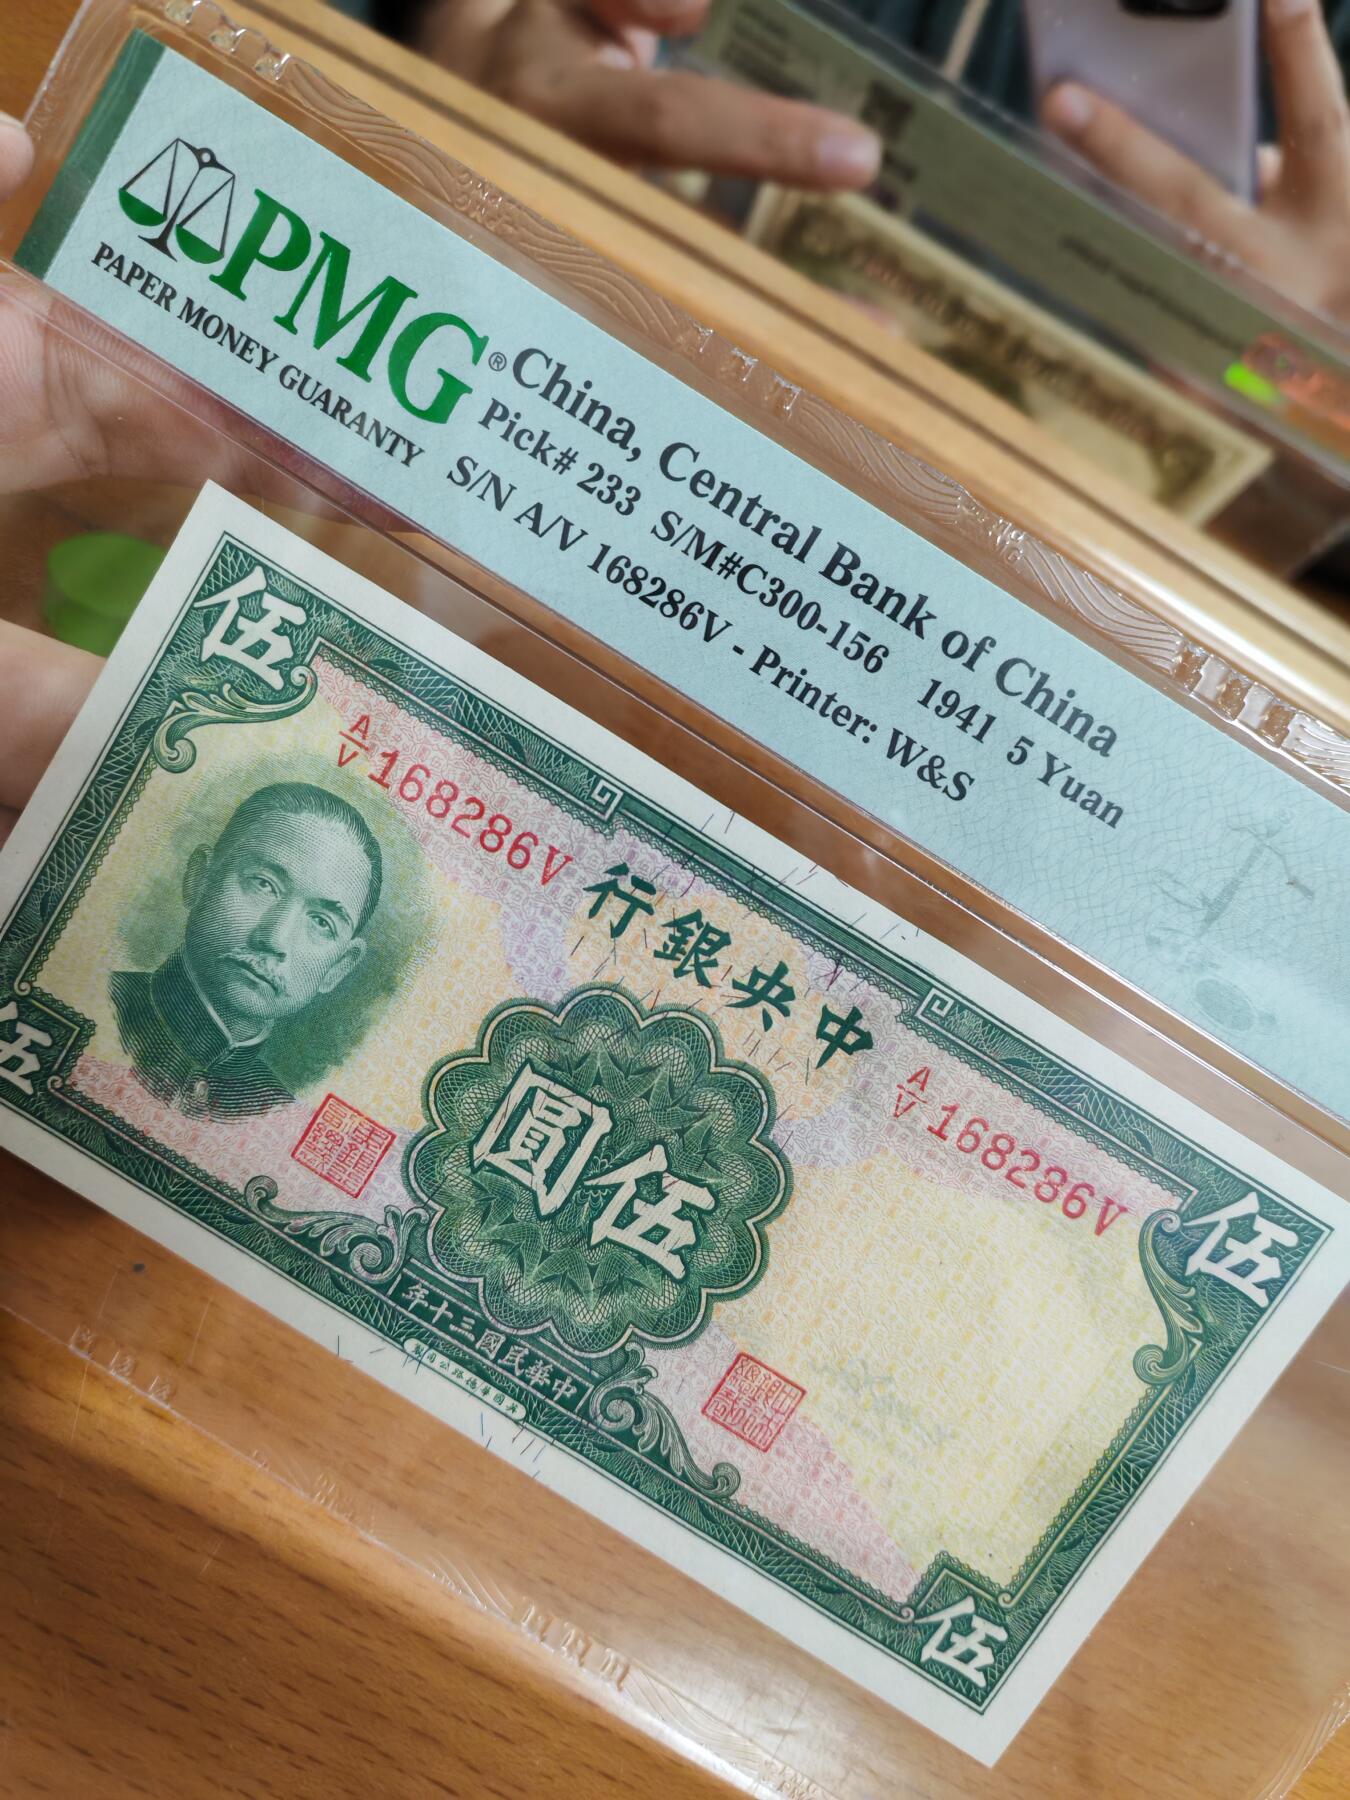 PMG®
PAPER MONEY GUARANTY
China, Central Bank of China
Pick# 233 S/M#C300-156 1941 5 Yuan
S/N A/V 168286V - Printer: W&S
伍
A/V 168286V
行銀央中
A/V 168286V
圓伍
伍
伍
年十三國民華中
伍